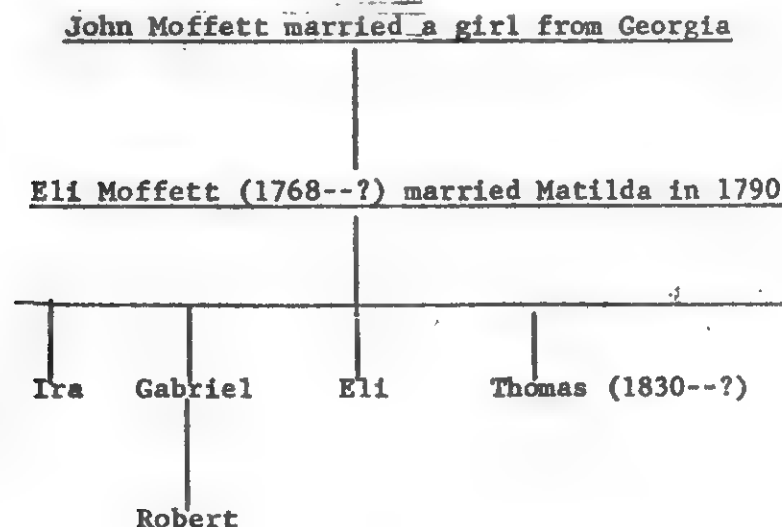 John Moffett married a girl from Georgia
Eli Moffett (1768--?) married Matilda in 1790
Ira Gabriel Eli Thomas (1830--?)
Robert